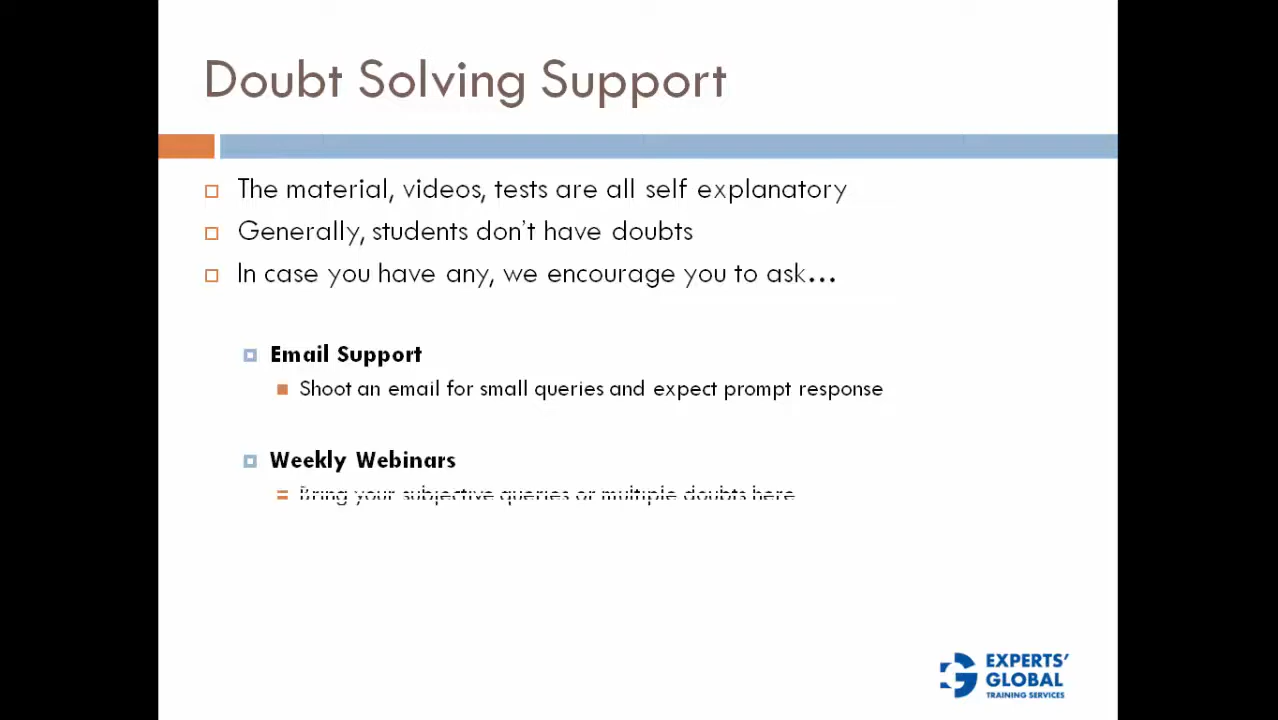 Doubt Solving Support
The material, videos, tests are all self explanatory
Generally, students don't have doubts
In case you have any, we encourage you to ask...
Email Support
Shoot an email for small queries and expect prompt response
Weekly Webinars
Bring your subjective queries or multiple doubts here
EXPERTS'
GLOBAL
TRAINING SERVICES